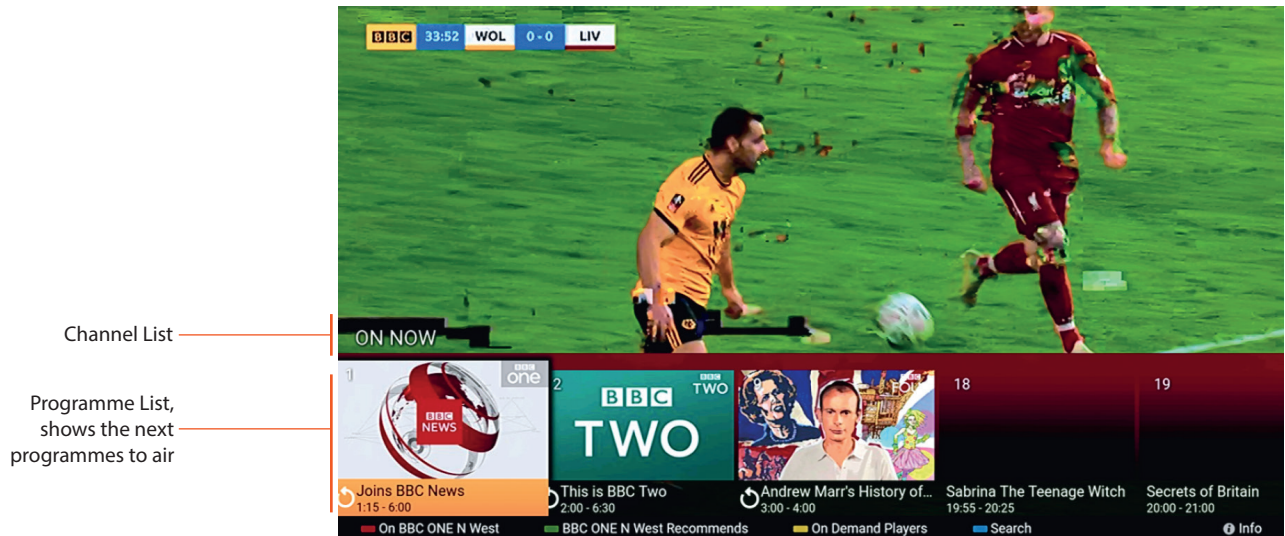 BBC 33:52 WOL 0-0 LIV
Channel List
ON NOW
Programme List,
shows the next
programmes to air
1
BBC
one
BBC
NEWS
2
BBC
TWO
BBC
TWO
BBC
FOUR
18
19
Joins BBC News
1:15 - 6:00
This is BBC Two
2:00 - 6:30
Andrew Marr's History of...
3:00 - 4:00
Sabrina The Teenage Witch
19:55 - 20:25
Secrets of Britain
20:00 - 21:00
On BBC ONE N West
BBC ONE N West Recommends
On Demand Players
Search
Info